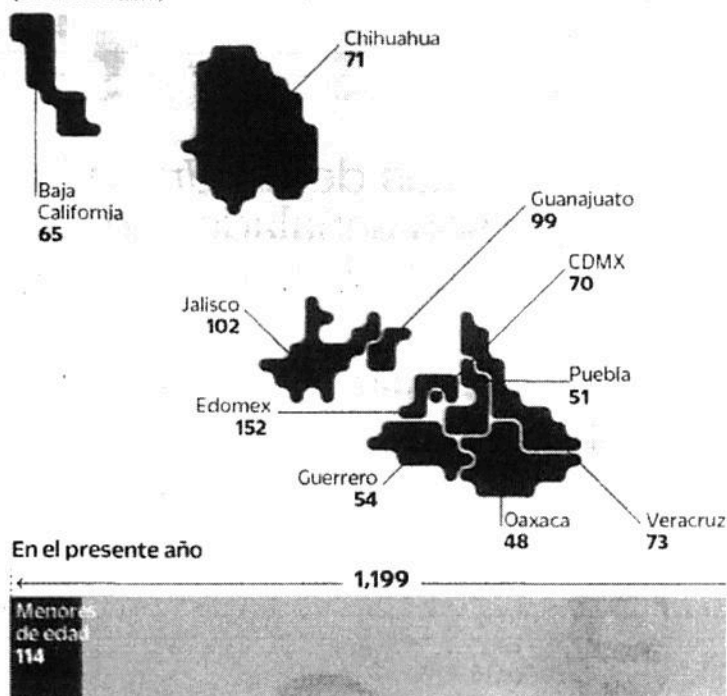 Chihuahua
71
Baja
California
65
Guanajuato
99
CDMX
70
Jalisco
102
Puebla
51
Edomex
152
Guerrero
54
Oaxaca
48
Veracruz
73
En el presente año
1,199
Menores
de edad
114